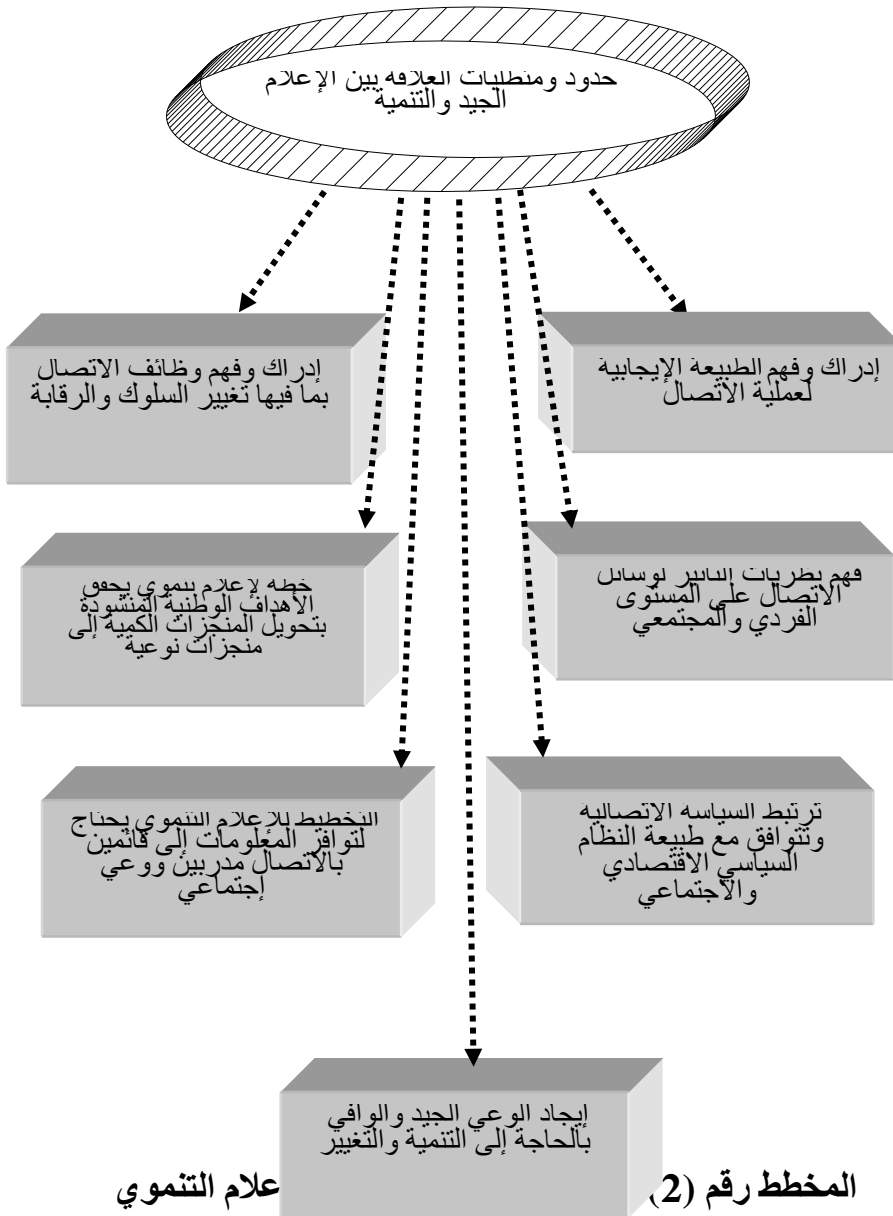 حدود ومتطلبات العلاقة بين الإعلام
الجيد والتنمية
إدراك وفهم الطبيعة الإيجابية
لعملية الاتصال
إدراك وفهم وظائف الاتصال
بما فيها تغيير السلوك والرقابة
فهم نظريات التأثير لوسائل
الاتصال على المستوى
الفردي والمجتمعي
خطة لإعلام تنموي يحقق
الأهداف الوطنية المنشودة
بتحويل المنجزات الكمية إلى
منجزات نوعية
ترتبط السياسة الاتصالية
وتتوافق مع طبيعة النظام
السياسي الاقتصادي
والاجتماعي
التخطيط للإعلام التنموي يحتاج
لتوافر المعلومات إلى قائمين
بالاتصال مدربين ووعي
إجتماعي
إيجاد الوعي الجيد والوافي
بالحاجة إلى التنمية والتغيير
المخطط رقم (2) التنموي